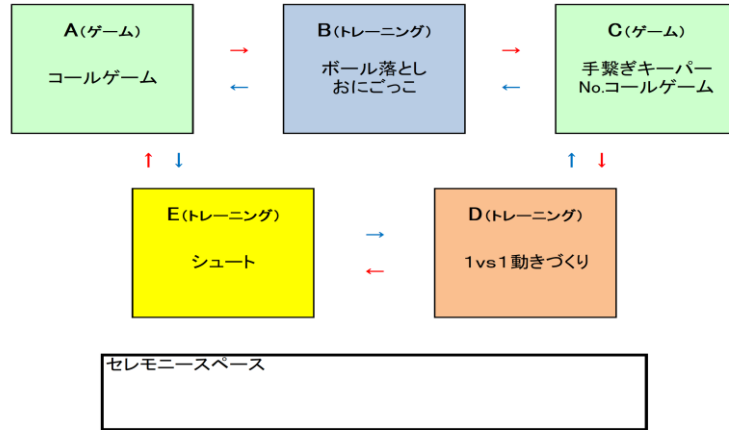 A(ゲーム)
コールゲーム
B(トレーニング)
ボール落とし
おにごっこ
C(ゲーム)
手繋ぎキーパー
No.コールゲーム
→
←
→
←
↑ ↓
↑ ↓
E(トレーニング)
シュート
→
←
D(トレーニング)
1vs1動きづくり
セレモニースペース